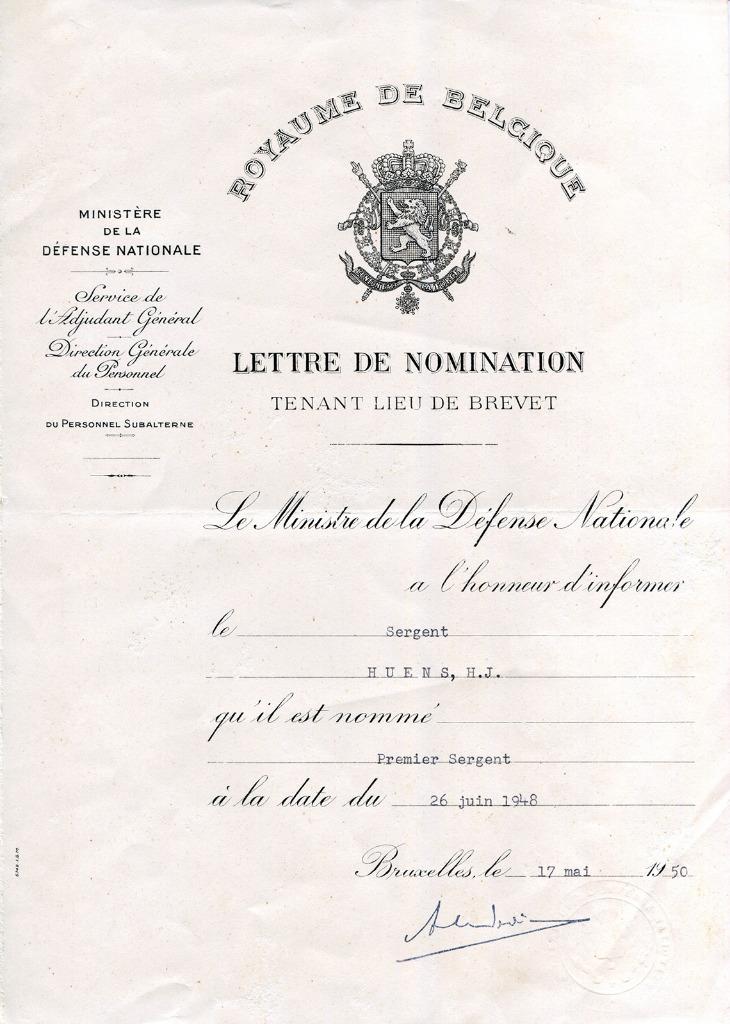 ROYAUME DE BELGIQUE
MINISTÈRE
DE LA
DÉFENSE NATIONALE
Service de
l'Adjudant Général
Direction Générale
du Personnel
DIRECTION
DU PERSONNEL SUBALTERNE
LETTRE DE NOMINATION
TENANT LIEU DE BREVET
Le Ministre de la Défense Nationale
a l'honneur d'informer
le Sergent
H U E N S, H.J.
qu'il est nommé
Premier Sergent
à la date du 26 juin 1948
Bruxelles, le 17 mai 1950